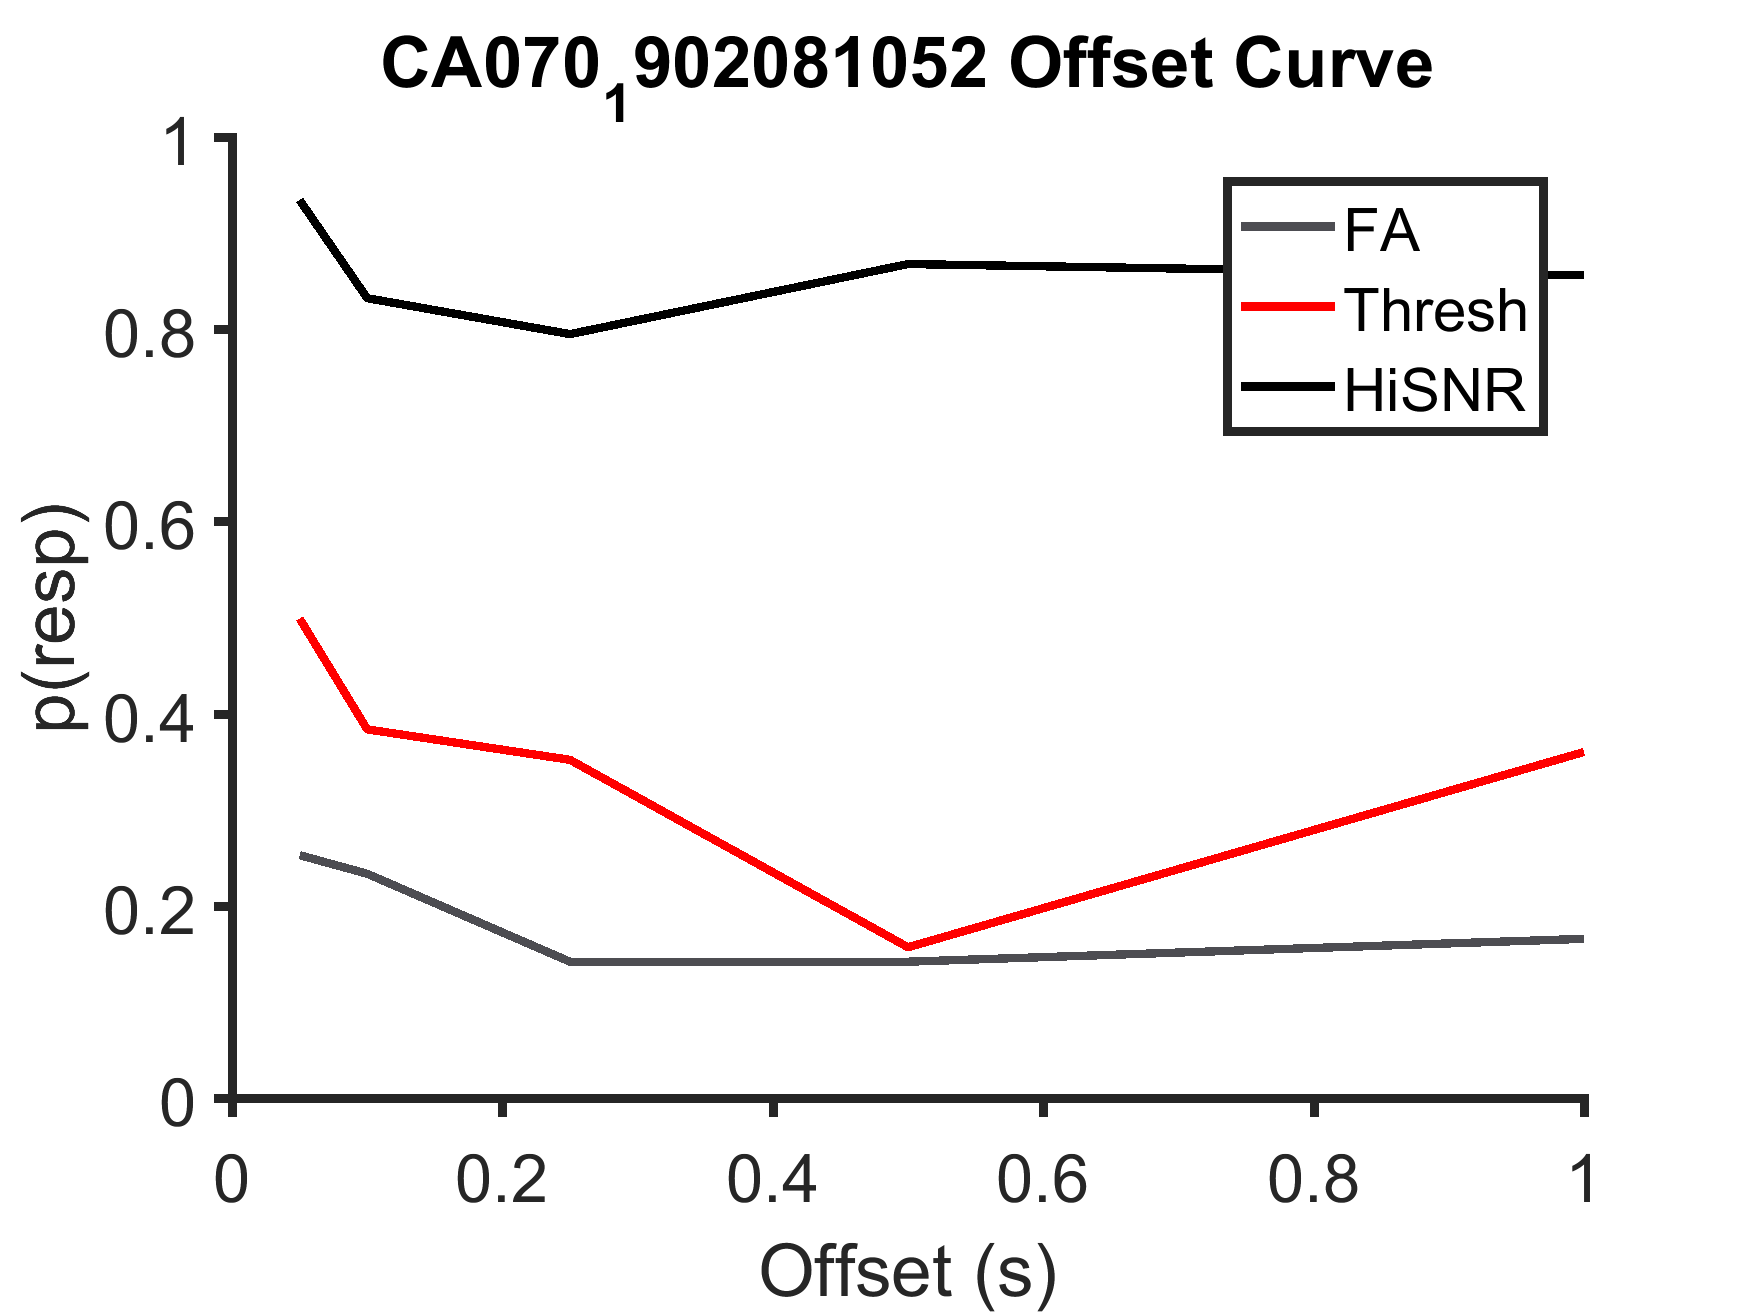 CA070₁902081052 Offset Curve
1
0.8
0.6
0.4
0.2
0
p(resp)
FA
Thresh
HiSNR
0 0.2 0.4 0.6 0.8 1
Offset (s)